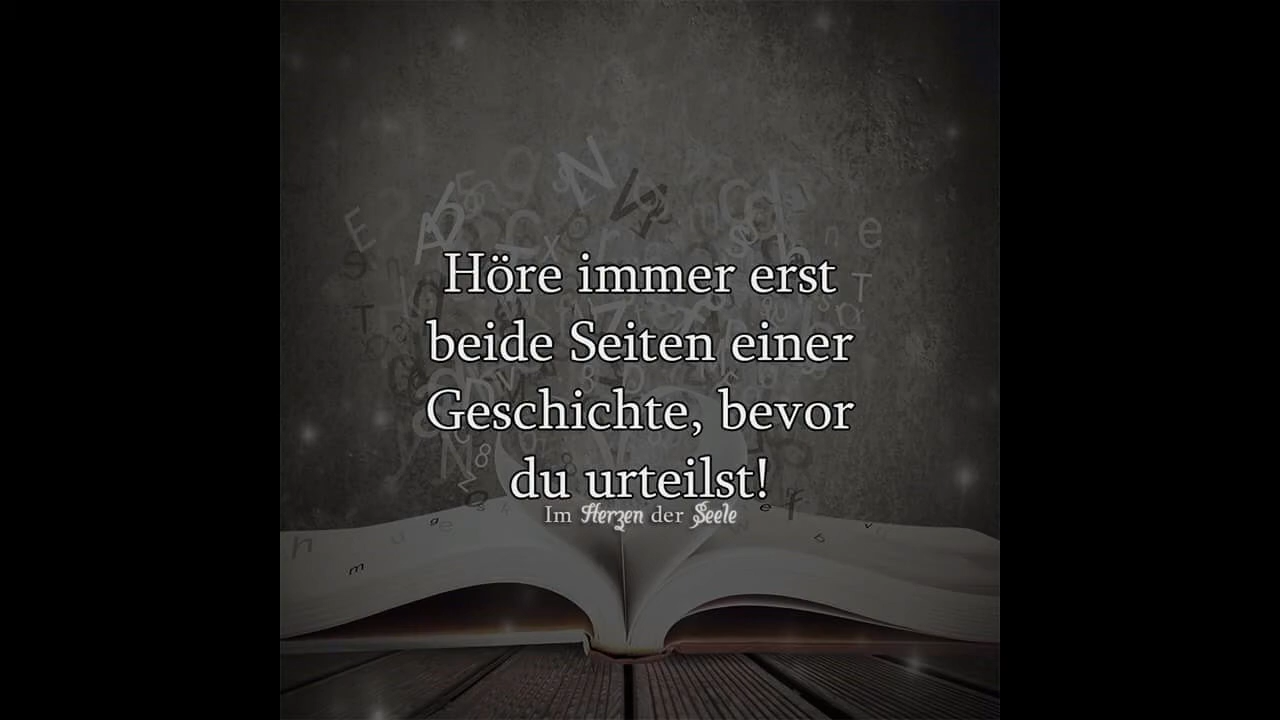 Höre immer erst
beide Seiten einer
Geschichte, bevor
du urteilst!
Im Herzen der Seele